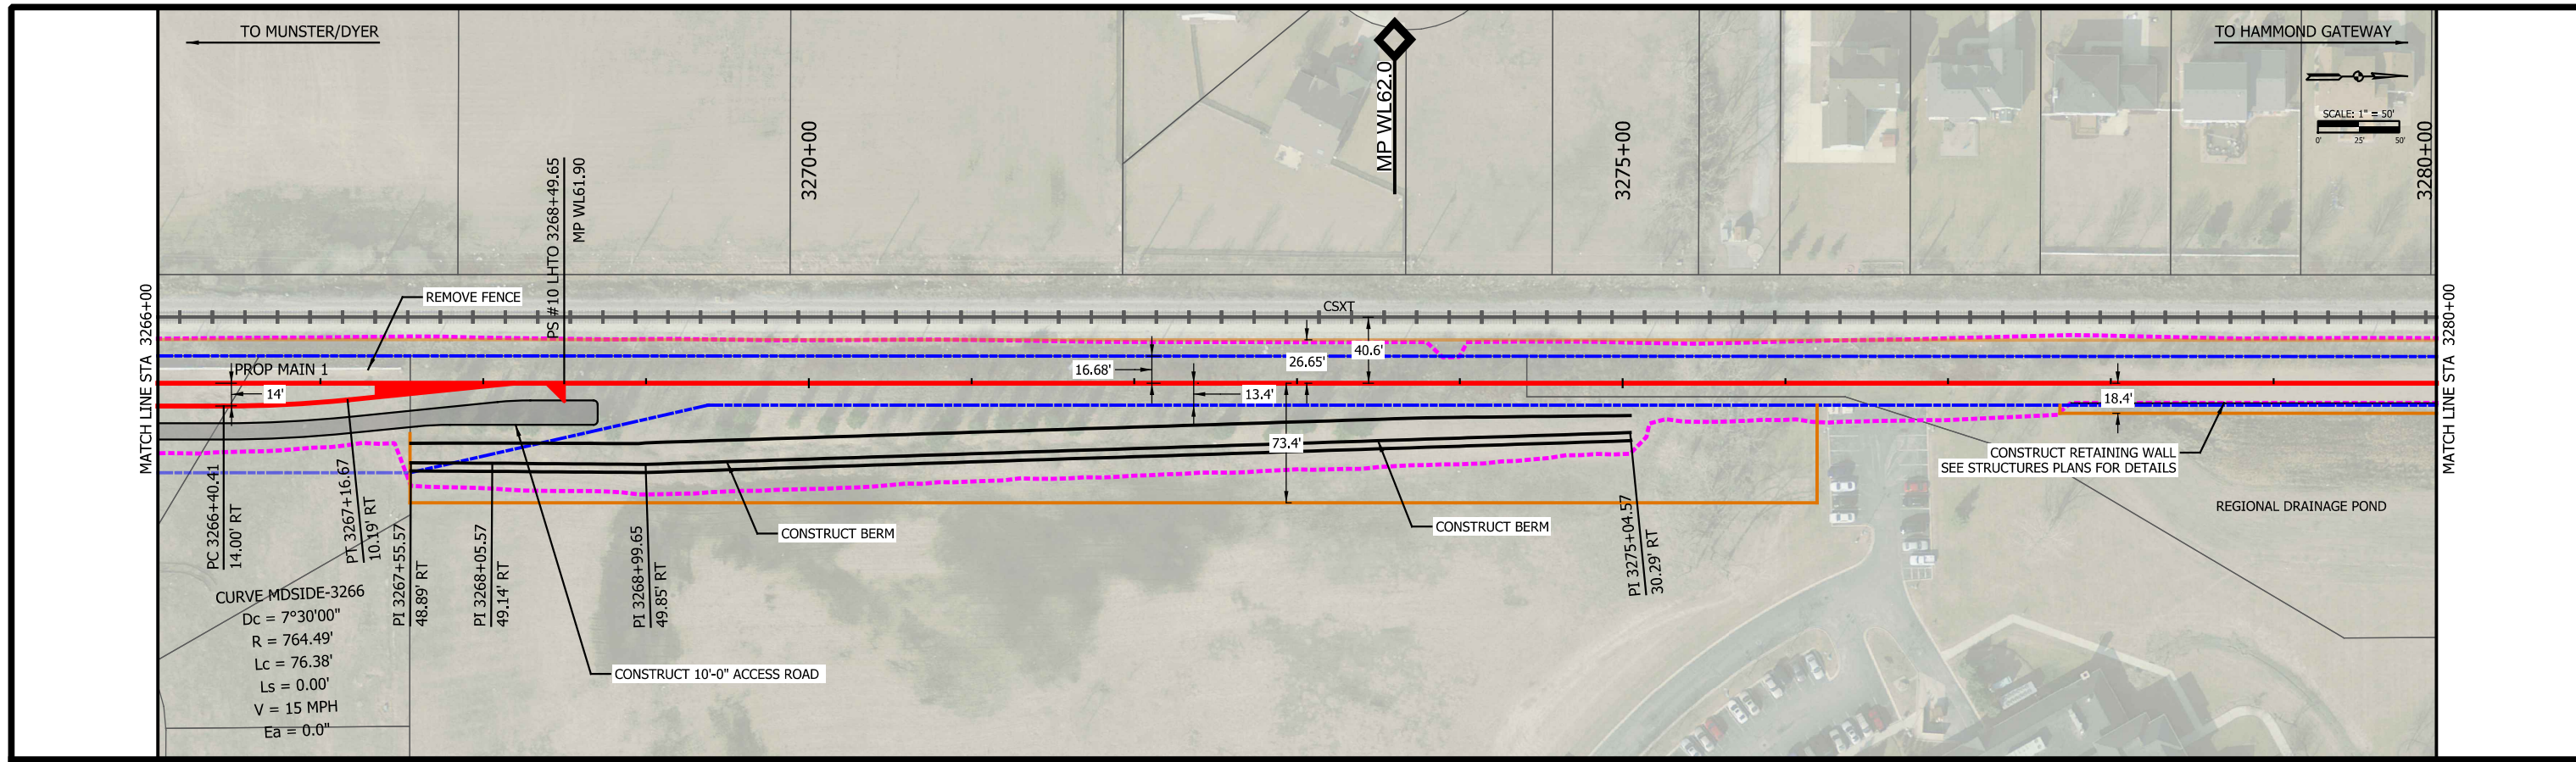 TO MUNSTER/DYER
TO HAMMOND GATEWAY
SCALE: 1" = 50'
0' 25' 50'
MP WL62.0
3270+00
3275+00
3280+00
PS #10 LHTO 3268+49.65
MP WL61.90
MATCH LINE STA 3266+00
MATCH LINE STA 3280+00
REMOVE FENCE
CSXT
PROP MAIN 1
14'
16.68'
13.4'
26.65'
40.6'
73.4'
18.4'
PC 3266+40.41
14.00' RT
PT 3267+16.67
10.19' RT
PI 3267+55.57
48.89' RT
PI 3268+05.57
49.14' RT
PI 3268+99.65
49.85' RT
PI 3275+04.57
30.29' RT
CONSTRUCT BERM
CONSTRUCT BERM
CONSTRUCT RETAINING WALL
SEE STRUCTURES PLANS FOR DETAILS
REGIONAL DRAINAGE POND
CONSTRUCT 10'-0" ACCESS ROAD
CURVE MDSIDE-3266
Dc = 7°30'00"
R = 764.49'
Lc = 76.38'
Ls = 0.00'
V = 15 MPH
Ea = 0.0"